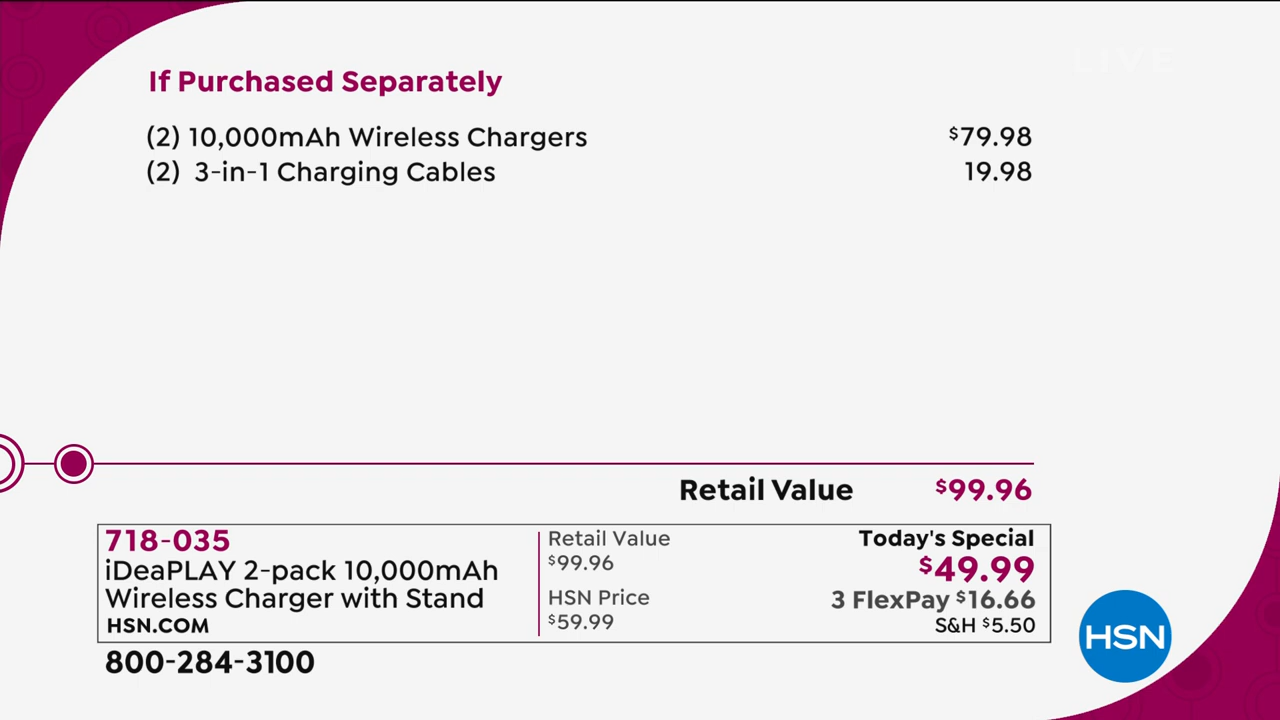 LIVE
If Purchased Separately
(2) 10,000mAh Wireless Chargers $79.98
(2) 3-in-1 Charging Cables 19.98
Retail Value $99.96
718-035
iDeaPLAY 2-pack 10,000mAh
Wireless Charger with Stand
HSN.COM
Retail Value
$99.96
HSN Price
$59.99
Today's Special
$49.99
3 FlexPay $16.66
S&H $5.50
800-284-3100
HSN